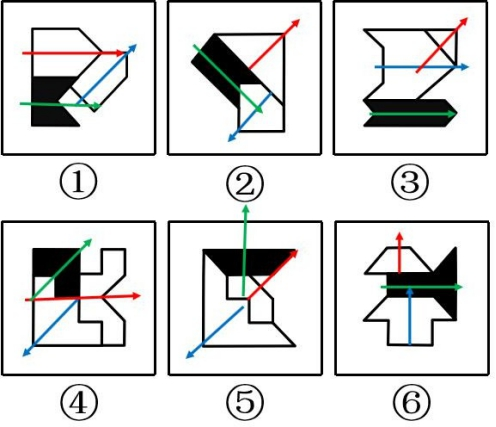 ① ② ③
④ ⑤ ⑥